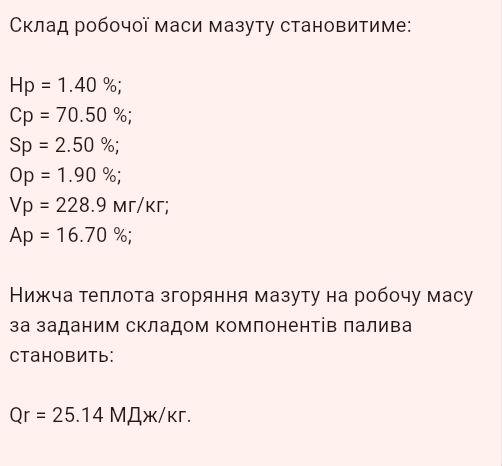 Склад робочої маси мазуту становитиме:
Hp = 1.40 %;
Cp = 70.50 %;
Sp = 2.50 %;
Op = 1.90 %;
Vp = 228.9 мг/кг;
Ap = 16.70 %;
Нижча теплота згоряння мазуту на робочу масу
за заданим складом компонентів палива
становить:
Qr = 25.14 МДж/кг.